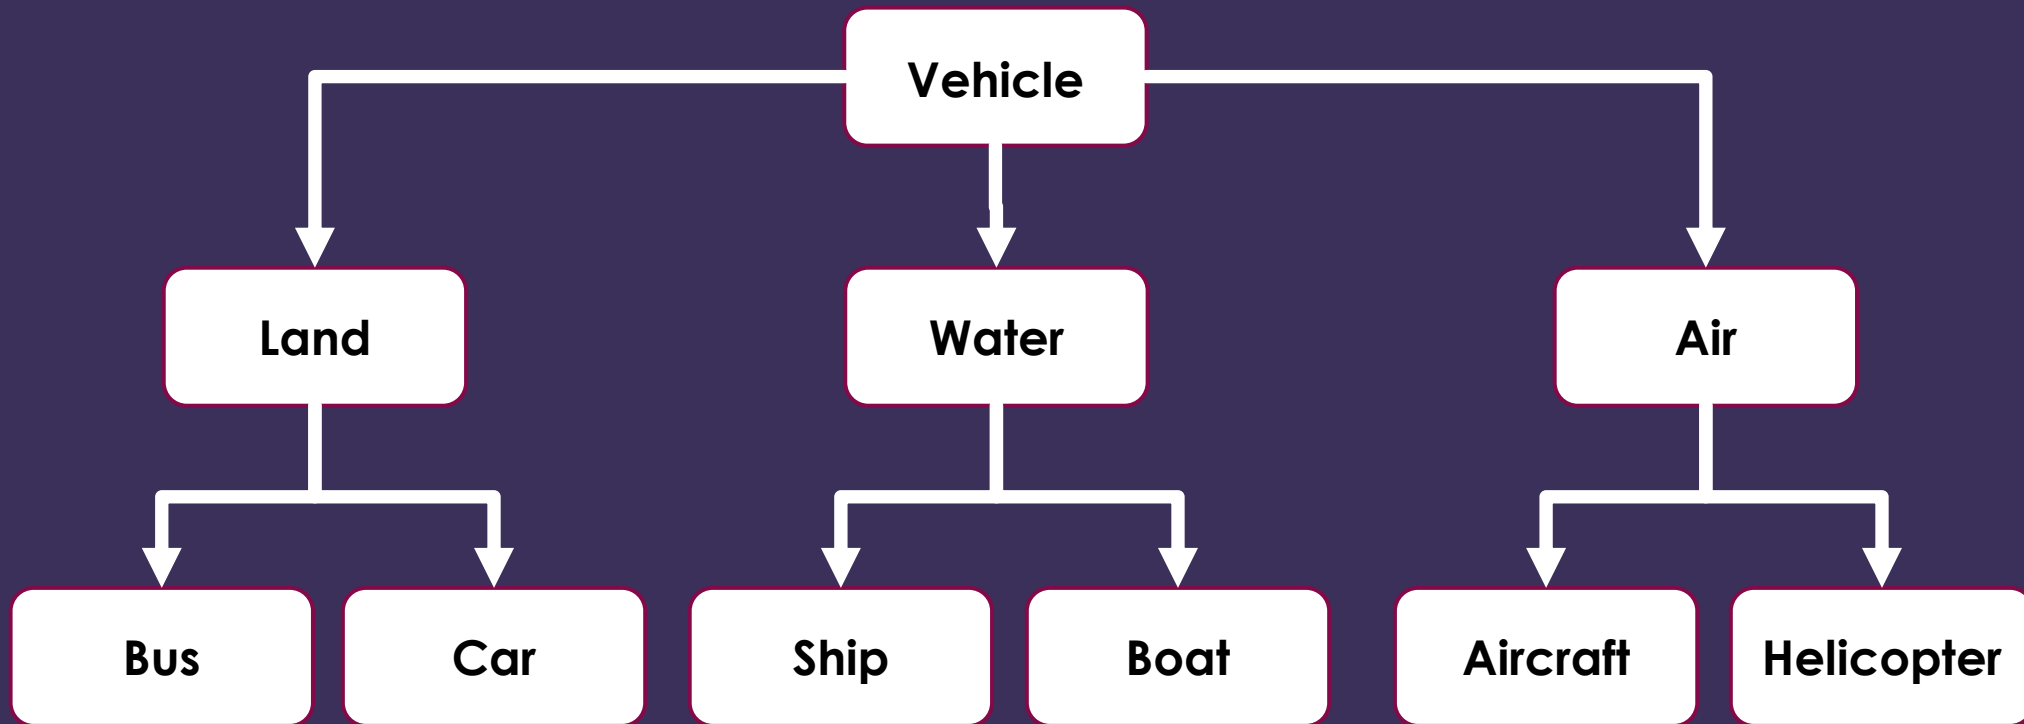 Vehicle
Land
Water
Air
Bus
Car
Ship
Boat
Aircraft
Helicopter